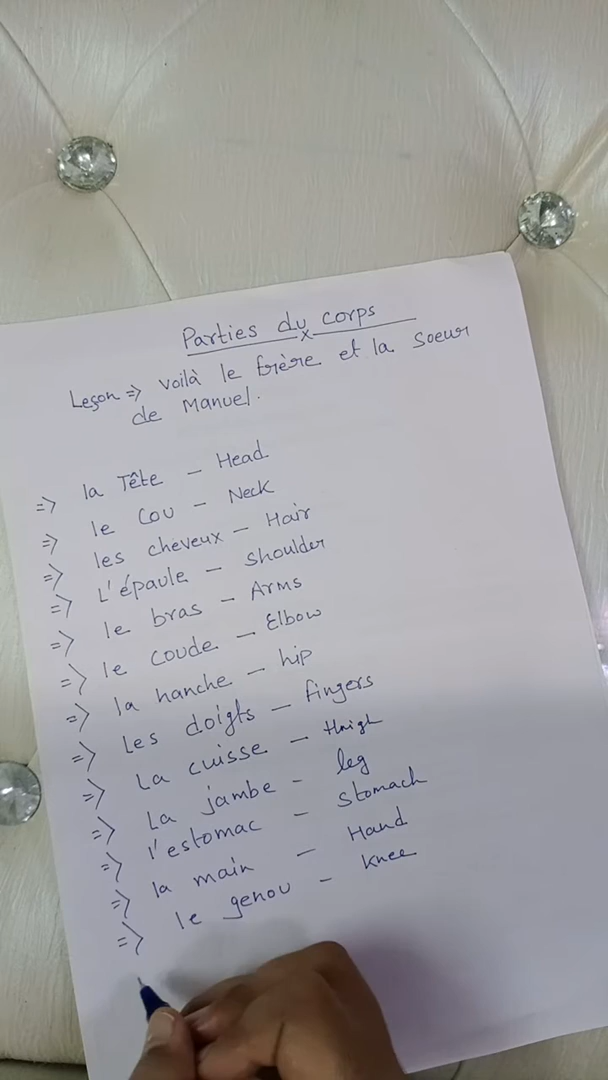 Parties du corps
x
Leçon => Voilà le frère et la soeur
de Manuel.
=> la Tête - Head
=> le Cou - Neck
=> les cheveux - Hair
=> L'épaule - Shoulder
=> le bras - Arms
=> le coude - Elbow
=> la hanche - hip
=> Les doigts - fingers
=> La cuisse - Thigh
=> La jambe - leg
=> l'estomac - Stomach
=> la main - Hand
=> le genou - Knee